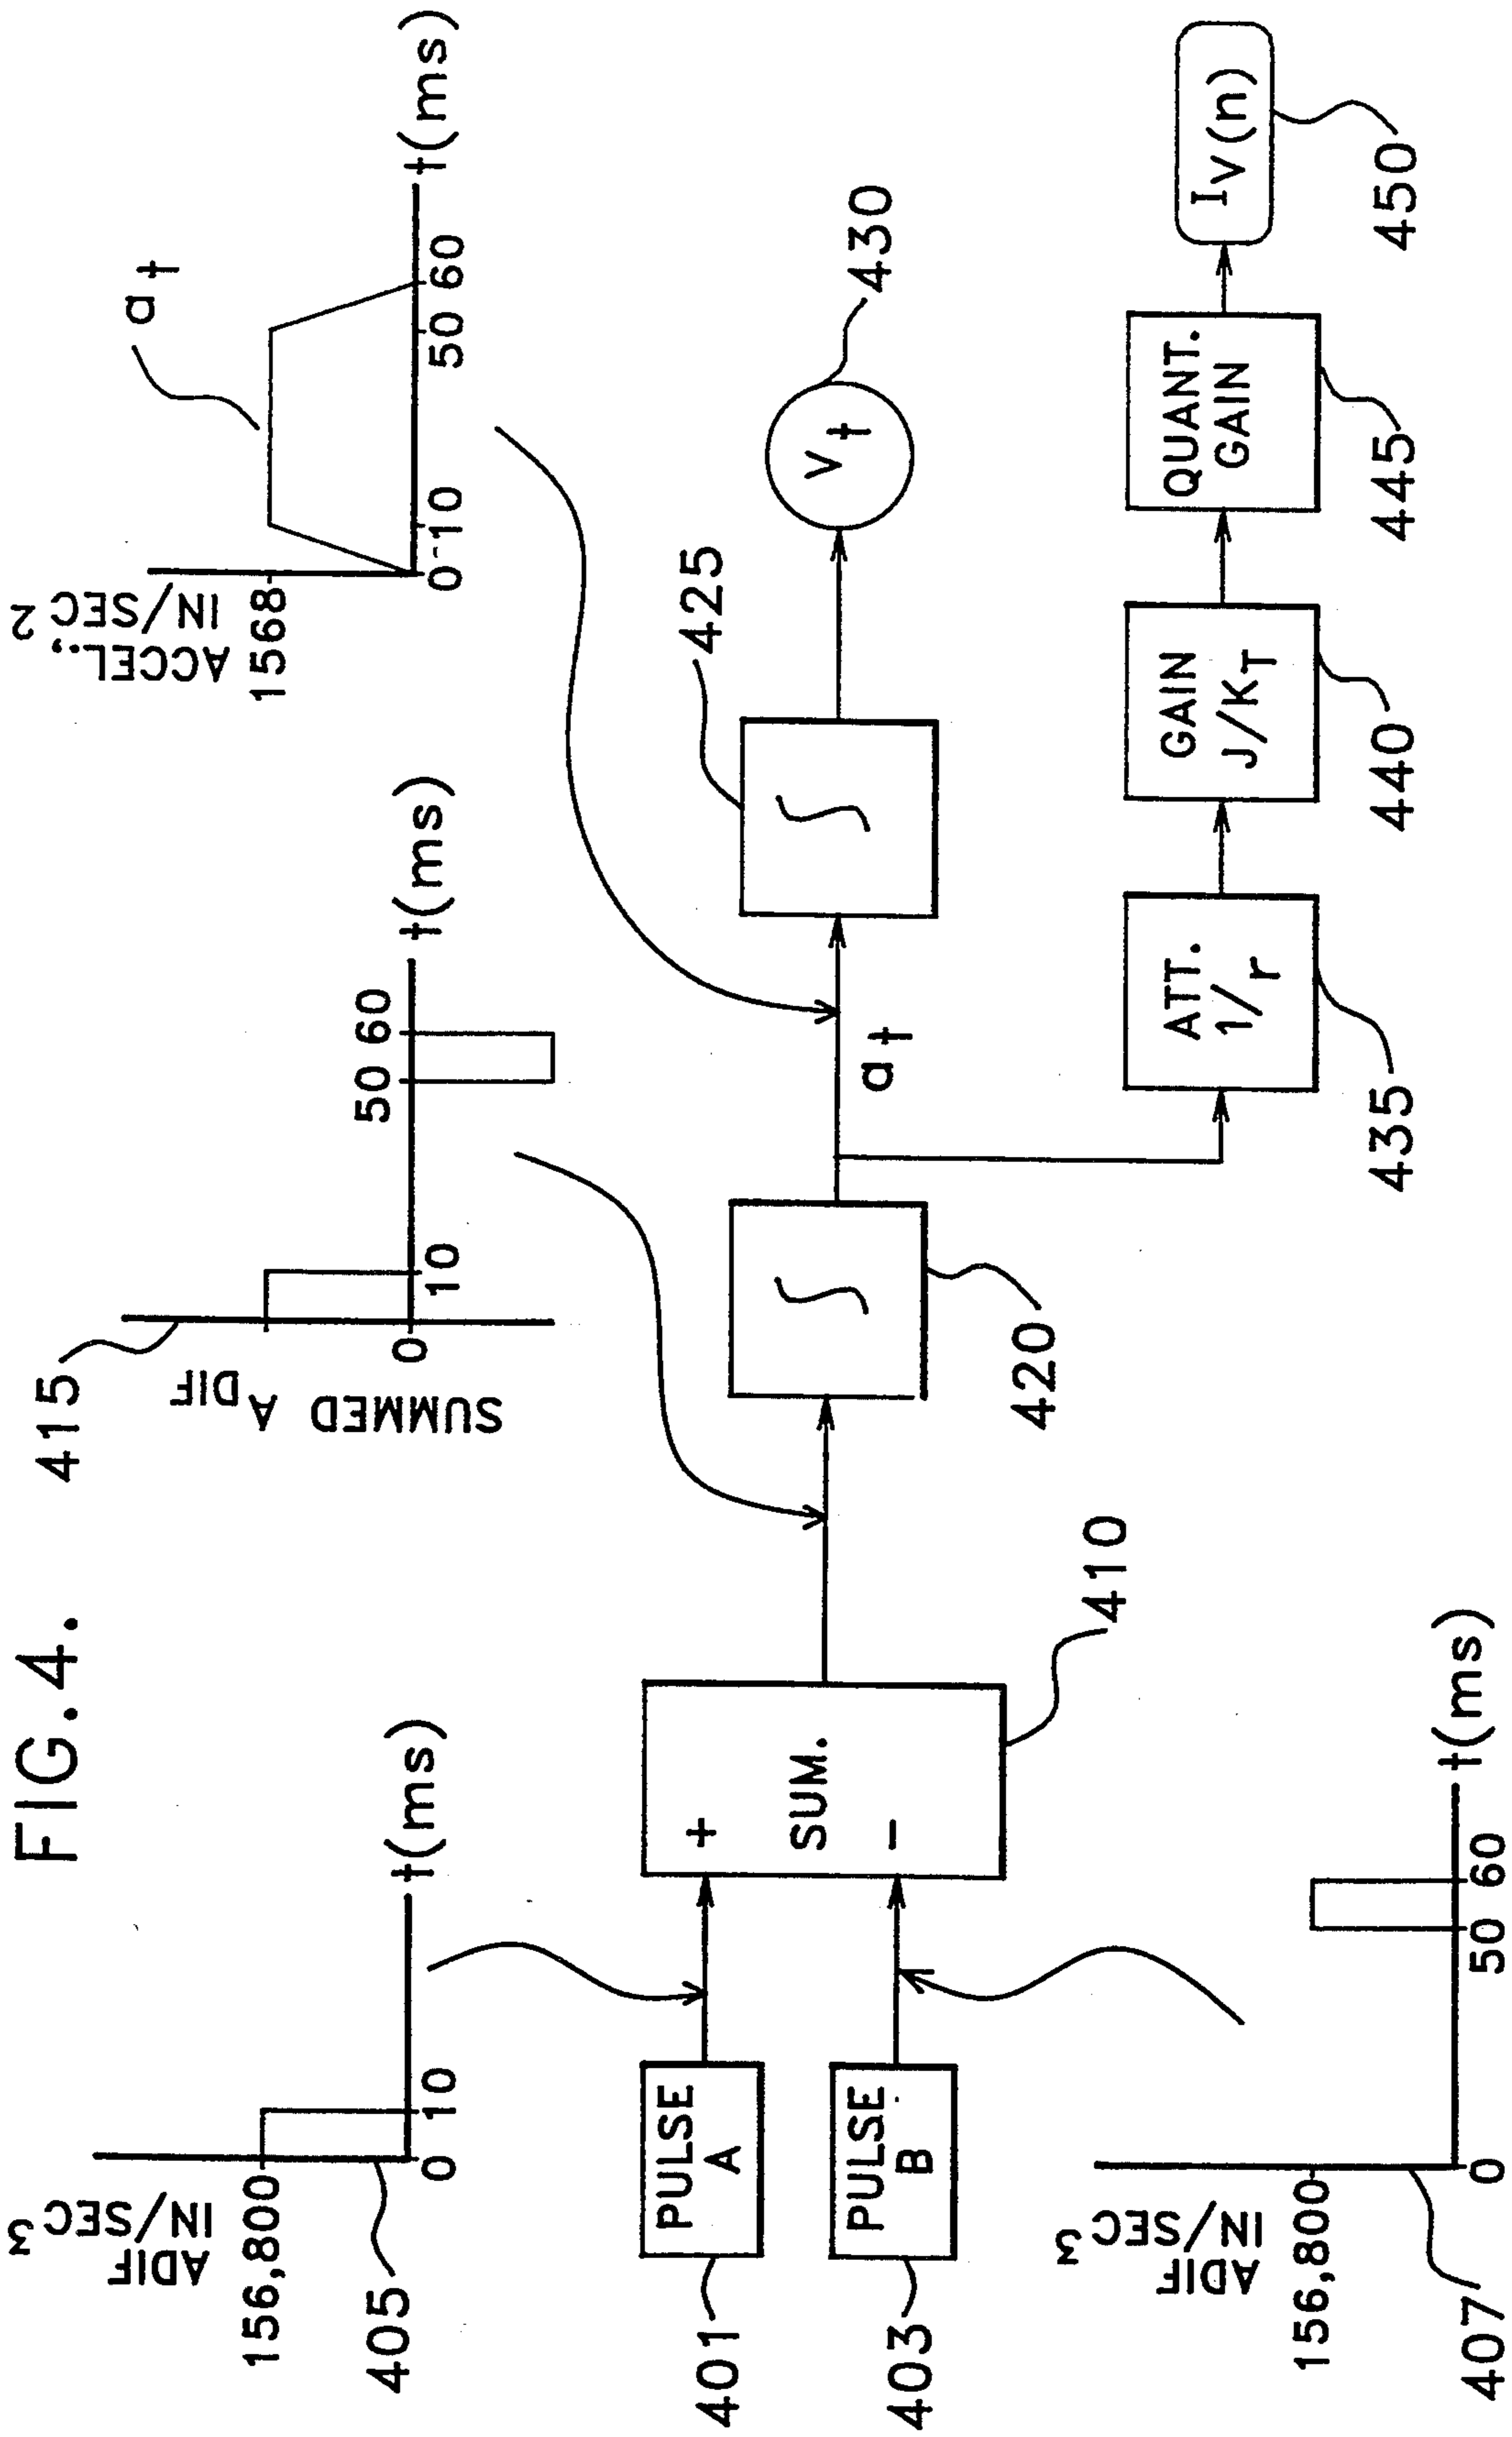 FIG.4.
ADIF
IN/SEC3
156,800
405
0
10
t(ms)
415
SUMMED ADIF
0
10
50 60
t(ms)
ACCEL.,
IN/SEC2
1568
at
0 10
50 60
t(ms)
401
PULSE
A
403
PULSE
B
+
SUM.
-
410
∫
420
at
∫
425
Vt
430
ATT.
1/r
435
GAIN
J/KT
440
QUANT.
GAIN
445
IV(n)
450
ADIF
IN/SEC3
156,800
407
0
50 60
t(ms)